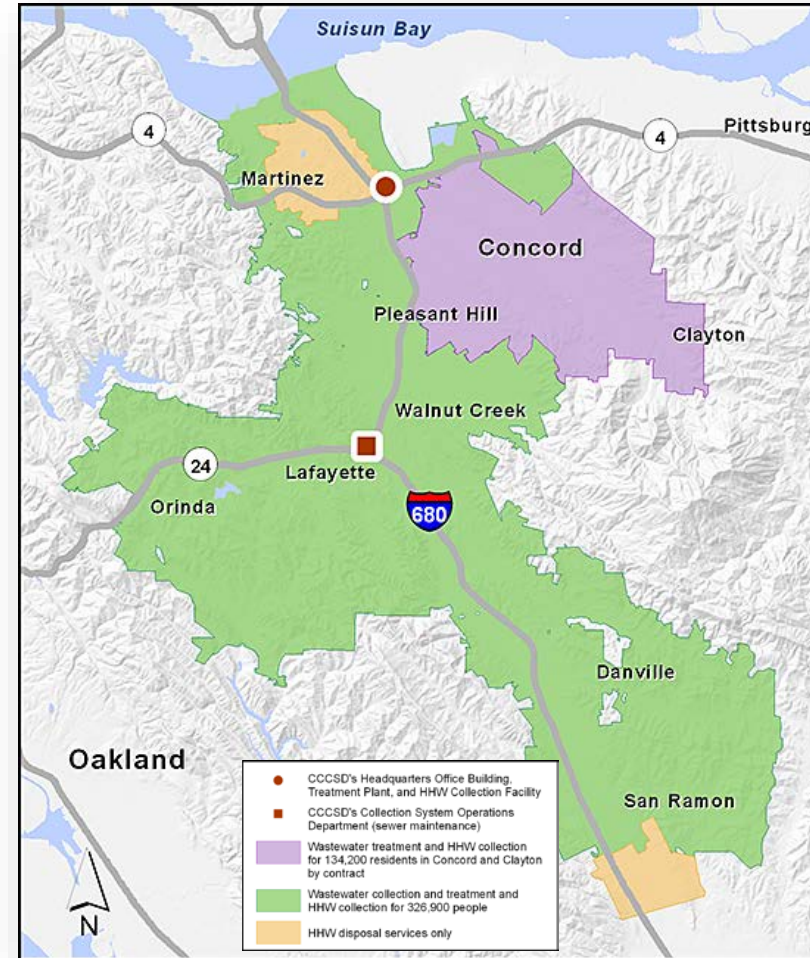 Suisun Bay
4
4
Pittsburg
Martinez
Concord
Pleasant Hill
Clayton
Walnut Creek
24
Lafayette
Orinda
680
Danville
Oakland
San Ramon
N
CCCSD's Headquarters Office Building,
Treatment Plant, and HHW Collection Facility
CCCSD's Collection System Operations
Department (sewer maintenance)
Wastewater treatment and HHW collection
for 134,200 residents in Concord and Clayton
by contract
Wastewater collection and treatment and
HHW collection for 326,900 people
HHW disposal services only